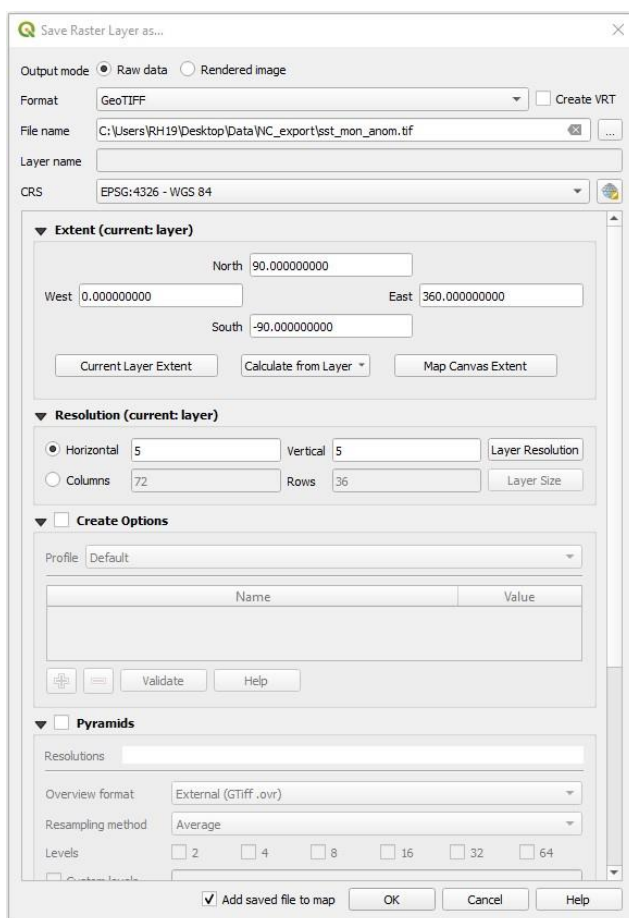 Save Raster Layer as...
Output mode Raw data Rendered image
Format GeoTIFF Create VRT
File name C:\Users\RH19\Desktop\Data\NC_export\sst_mon_anom.tif ...
Layer name
CRS EPSG:4326 - WGS 84
Extent (current: layer)
North 90.000000000
West 0.000000000 East 360.000000000
South -90.000000000
Current Layer Extent Calculate from Layer Map Canvas Extent
Resolution (current: layer)
Horizontal 5 Vertical 5 Layer Resolution
Columns 72 Rows 36 Layer Size
Create Options
Profile Default
Name Value
Validate Help
Pyramids
Resolutions
Overview format External (GTiff .ovr)
Resampling method Average
Levels 2 4 8 16 32 64
Custom levels
Add saved file to map OK Cancel Help